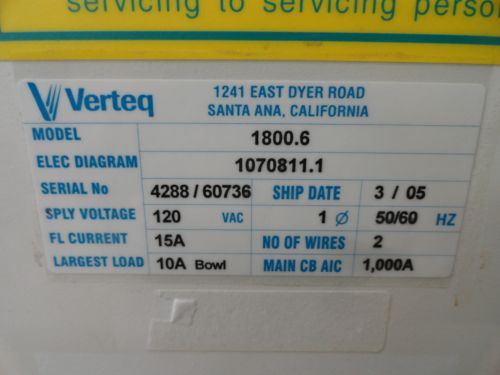 servicing to servicing
Verteq
1241 EAST DYER ROAD
SANTA ANA, CALIFORNIA
MODEL 1800.6
ELEC DIAGRAM 1070811.1
SERIAL No 4288 / 60736 SHIP DATE 3 / 05
SPLY VOLTAGE 120 VAC 1 Ø 50/60 HZ
FL CURRENT 15A NO OF WIRES 2
LARGEST LOAD 10A Bowl MAIN CB AIC 1,000A